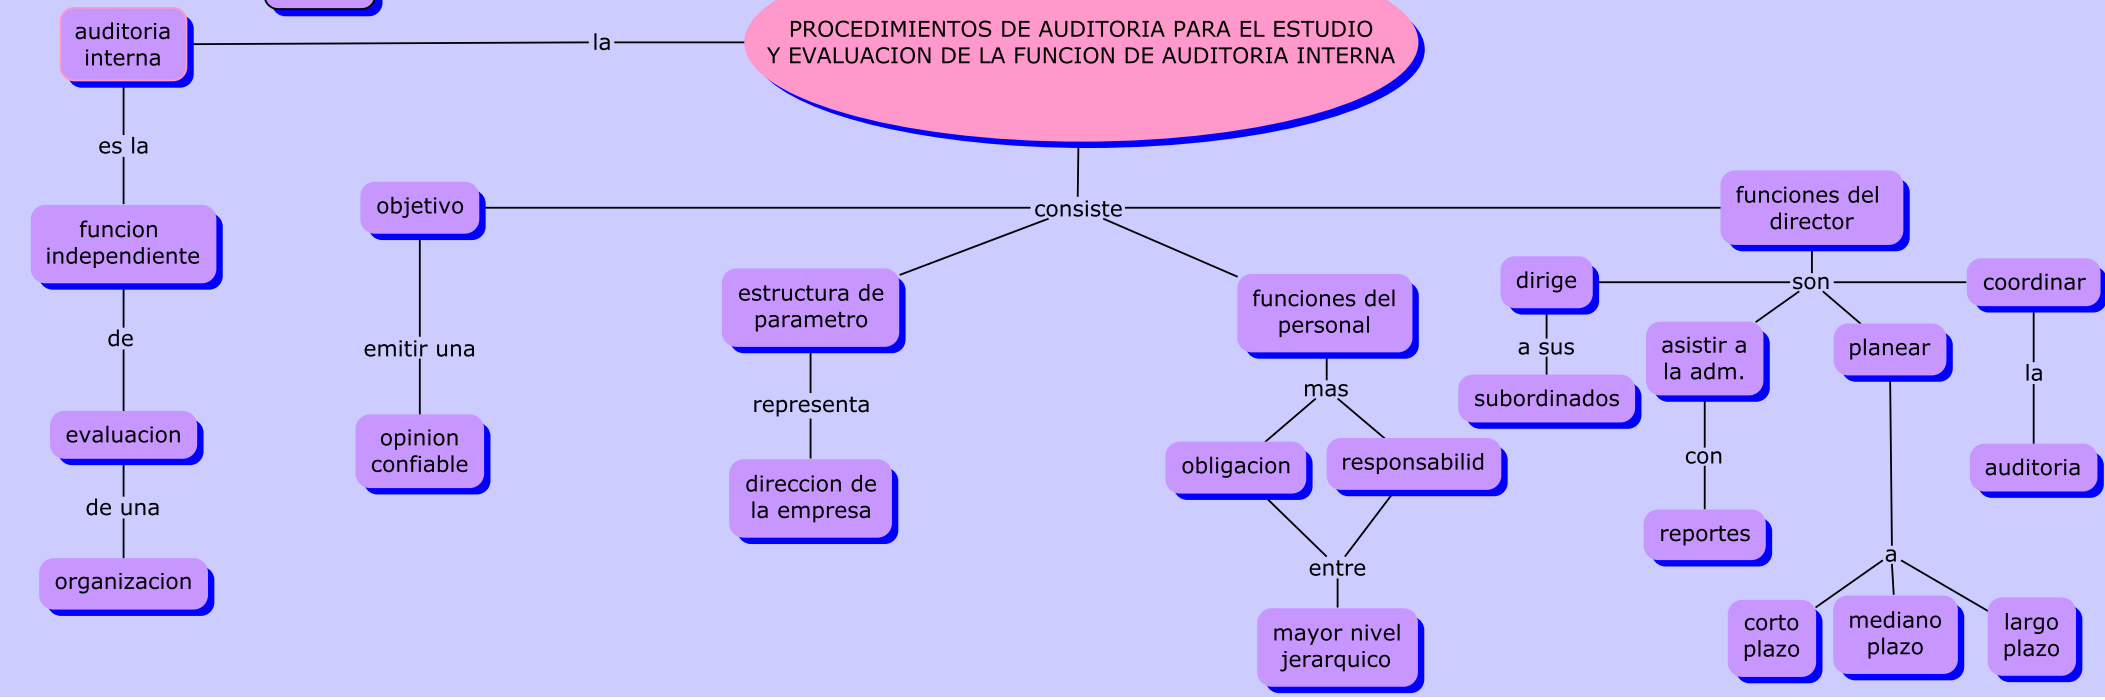 PROCEDIMIENTOS DE AUDITORIA PARA EL ESTUDIO
Y EVALUACION DE LA FUNCION DE AUDITORIA INTERNA
la
auditoria
interna
es la
funcion
independiente
de
evaluacion
de una
organizacion
consiste
objetivo
emitir una
opinion
confiable
estructura de
parametro
representa
direccion de
la empresa
funciones del
personal
mas
obligacion
responsabilid
entre
mayor nivel
jerarquico
funciones del
director
son
dirige
a sus
subordinados
asistir a
la adm.
con
reportes
planear
a
corto
plazo
mediano
plazo
largo
plazo
coordinar
la
auditoria